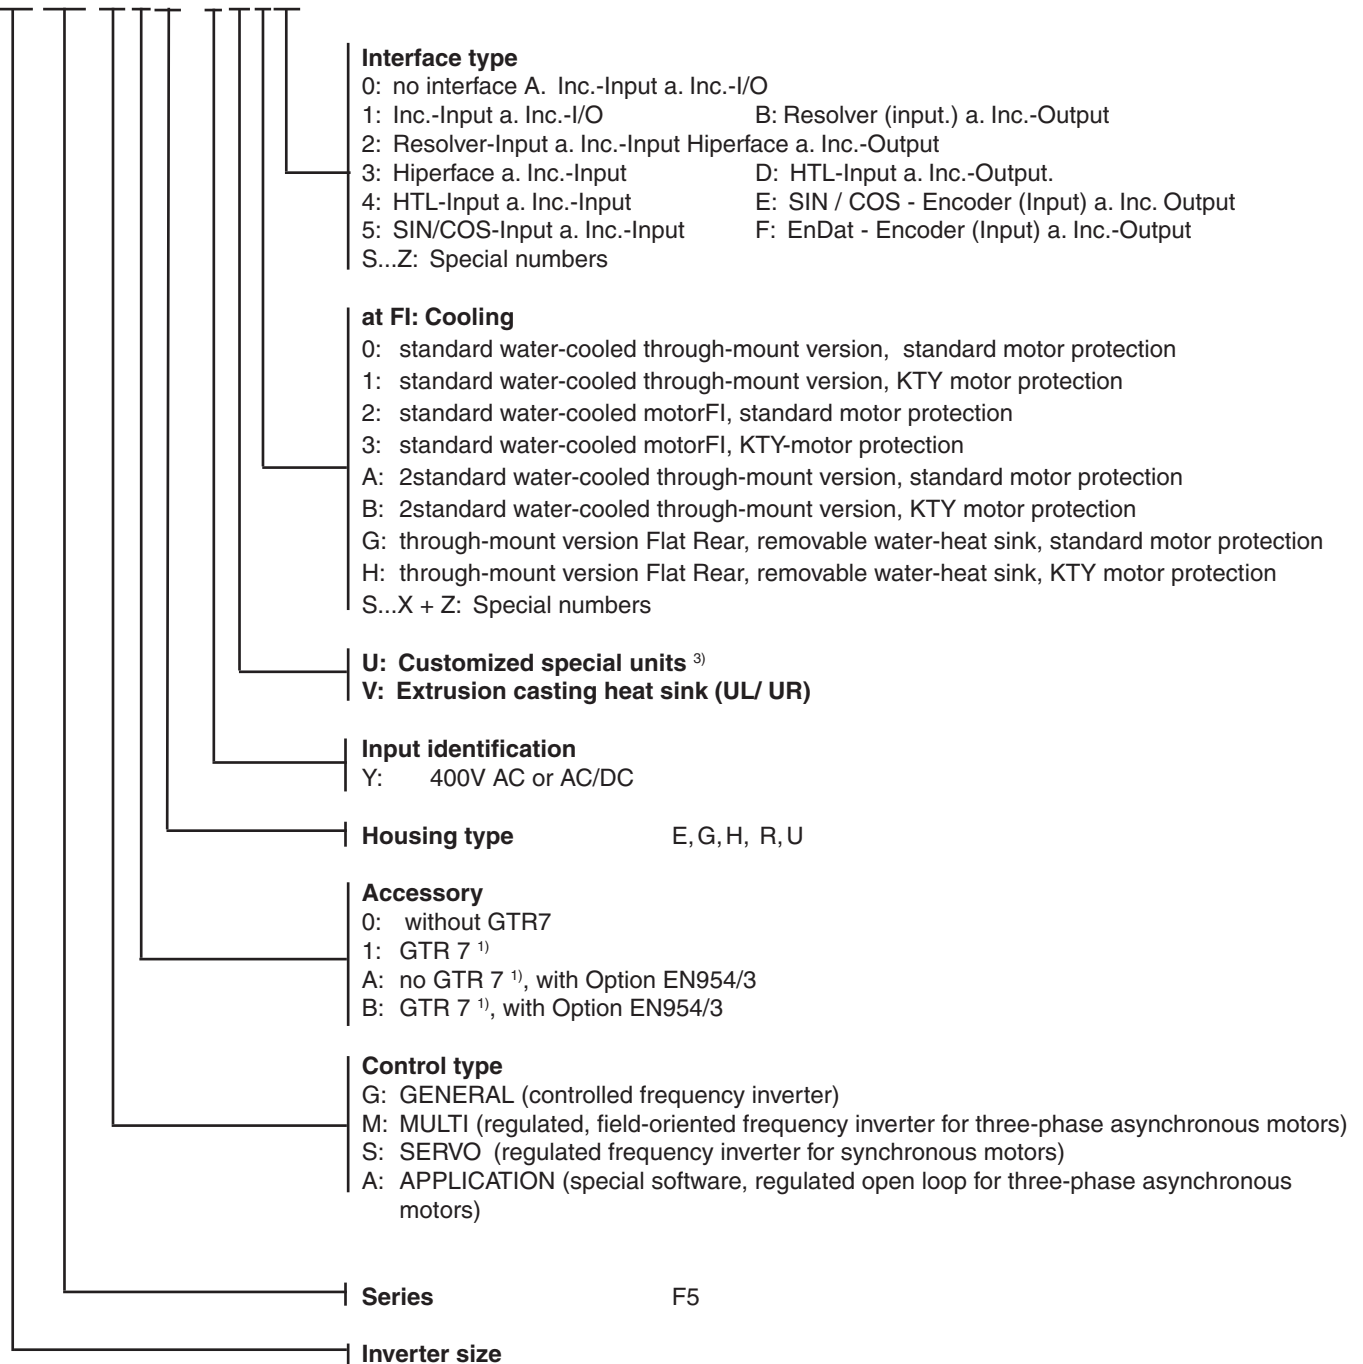 Interface type
0: no interface A. Inc.-Input a. Inc.-I/O
1: Inc.-Input a. Inc.-I/O B: Resolver (input.) a. Inc.-Output
2: Resolver-Input a. Inc.-Input Hiperface a. Inc.-Output
3: Hiperface a. Inc.-Input D: HTL-Input a. Inc.-Output.
4: HTL-Input a. Inc.-Input E: SIN / COS - Encoder (Input) a. Inc. Output
5: SIN/COS-Input a. Inc.-Input F: EnDat - Encoder (Input) a. Inc.-Output
S...Z: Special numbers
at FI: Cooling
0: standard water-cooled through-mount version, standard motor protection
1: standard water-cooled through-mount version, KTY motor protection
2: standard water-cooled motorFI, standard motor protection
3: standard water-cooled motorFI, KTY-motor protection
A: 2standard water-cooled through-mount version, standard motor protection
B: 2standard water-cooled through-mount version, KTY motor protection
G: through-mount version Flat Rear, removable water-heat sink, standard motor protection
H: through-mount version Flat Rear, removable water-heat sink, KTY motor protection
S...X + Z: Special numbers
U: Customized special units 3)
V: Extrusion casting heat sink (UL/ UR)
Input identification
Y: 400V AC or AC/DC
Housing type E, G, H, R, U
Accessory
0: without GTR7
1: GTR 7 1)
A: no GTR 7 1), with Option EN954/3
B: GTR 7 1), with Option EN954/3
Control type
G: GENERAL (controlled frequency inverter)
M: MULTI (regulated, field-oriented frequency inverter for three-phase asynchronous motors)
S: SERVO (regulated frequency inverter for synchronous motors)
A: APPLICATION (special software, regulated open loop for three-phase asynchronous
motors)
Series F5
Inverter size